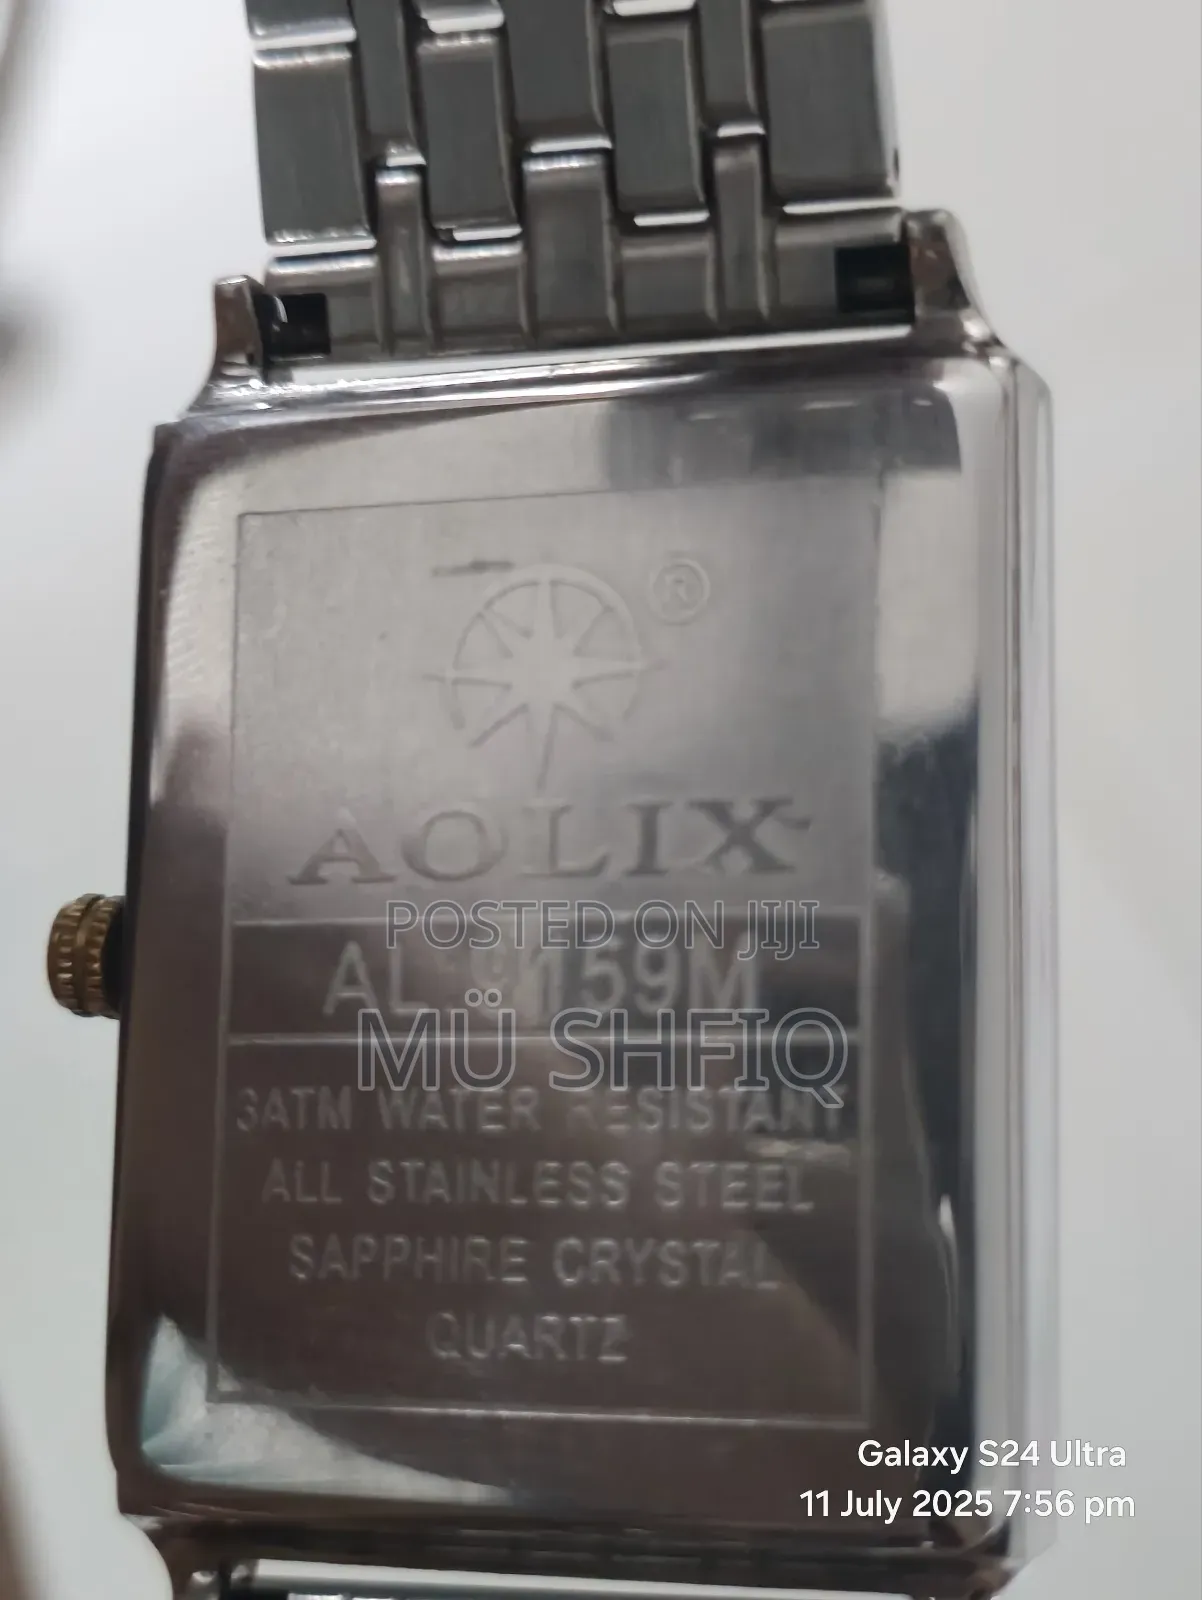 ®
AOLIX
POSTED ON JIJI
AL 9159M
MÜ SHFIQ
3ATM WATER RESISTANT
ALL STAINLESS STEEL
SAPPHIRE CRYSTAL
QUARTZ
Galaxy S24 Ultra
11 July 2025 7:56 pm